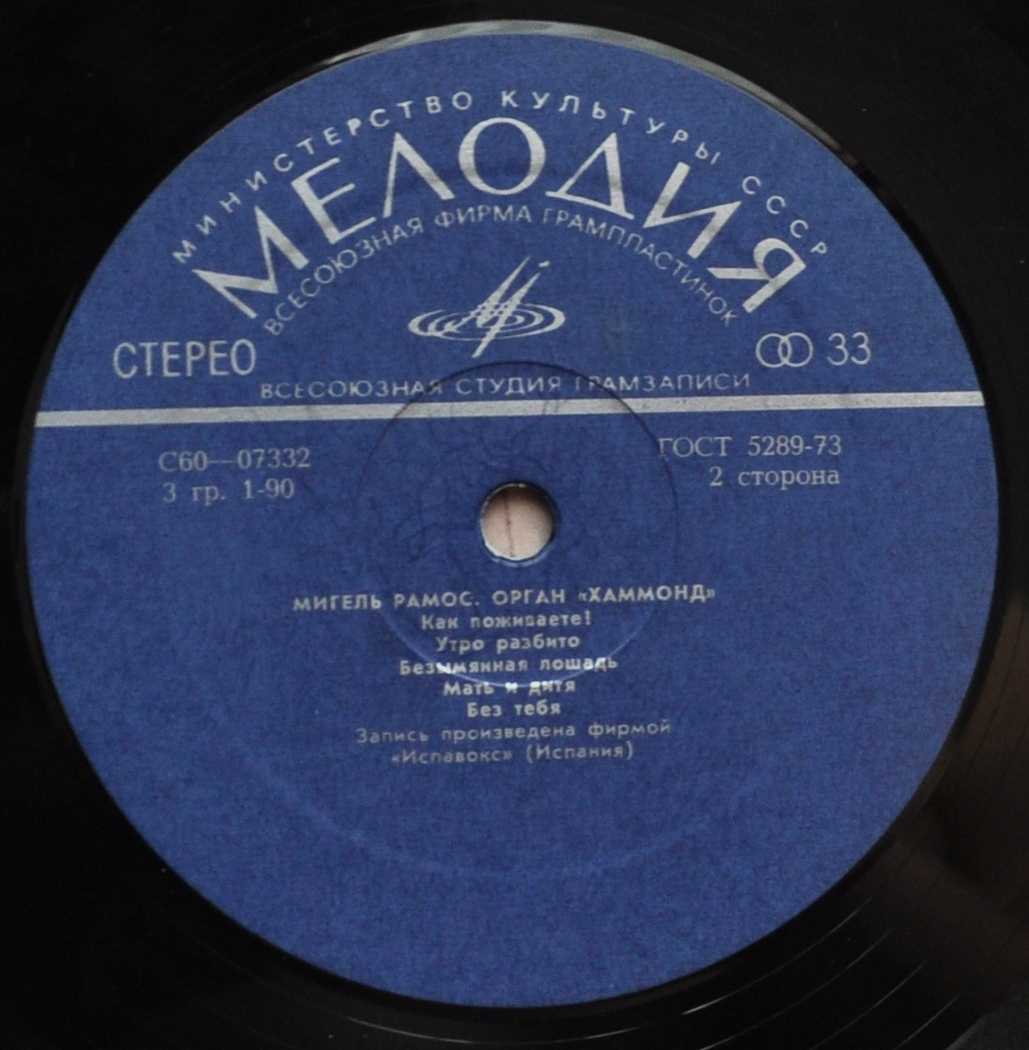 МИНИСТЕРСТВО КУЛЬТУРЫ СССР
МЕЛОДИЯ
ВСЕСОЮЗНАЯ ФИРМА ГРАМПЛАСТИНОК
СТЕРЕО
33
ВСЕСОЮЗНАЯ СТУДИЯ ГРАМЗАПИСИ
С60—07332
ГОСТ 5289-73
3 гр. 1-90
2 сторона
МИГЕЛЬ РАМОС. ОРГАН «ХАММОНД»
Как поживаете!
Утро разбито
Безымянная лошадь
Мать и дитя
Без тебя
Запись произведена фирмой
«Испавокс» (Испания)